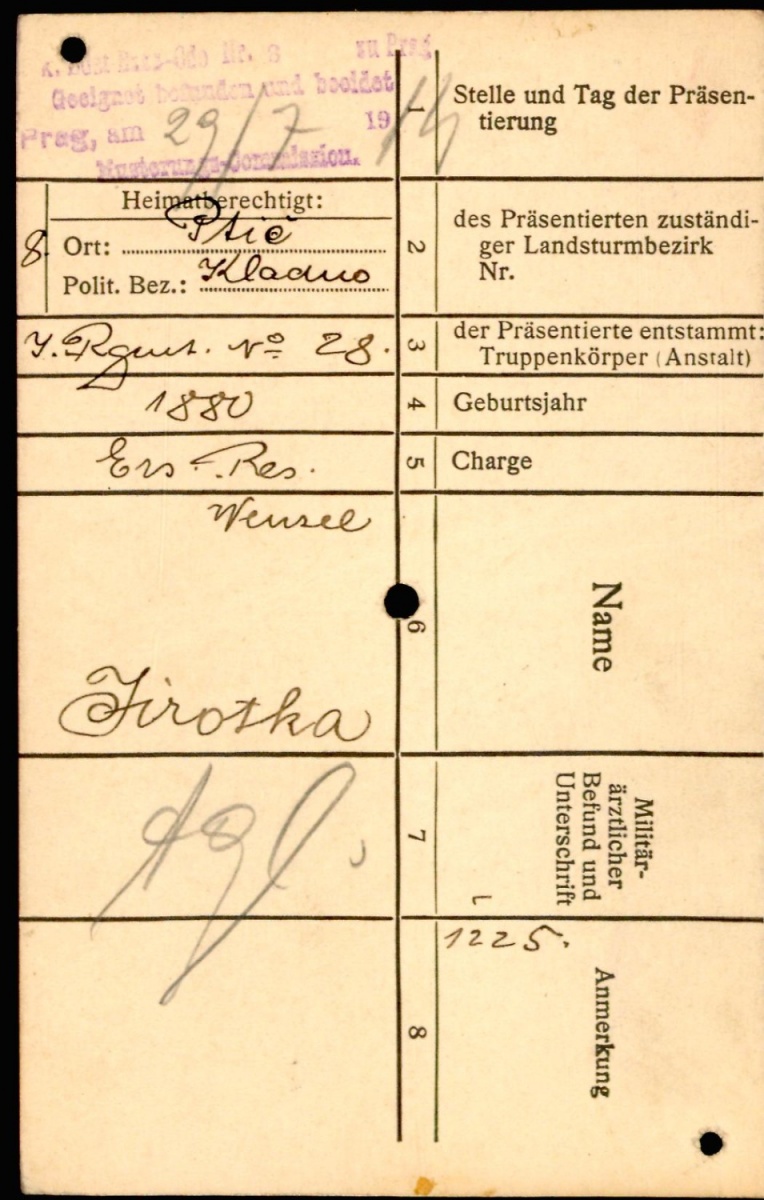 zu Prag
Geeignet befunden und beeidet
Prag, am 29/7 1914
Musterungs-Commission.
1
Stelle und Tag der Präsen-
tierung
Heimatberechtigt:
8.
Ort: Ptič
Polit. Bez.: Kladno
2
des Präsentierten zuständi-
ger Landsturmbezirk
Nr.
J. Rgmt. No 28.
3
der Präsentierte entstammt:
Truppenkörper (Anstalt)
1880
4
Geburtsjahr
Ers.-Res.
5
Charge
Wenzel
Jirotka
6
Name
7
Militär-
ärztlicher
Befund und
Unterschrift
1225.
8
Anmerkung